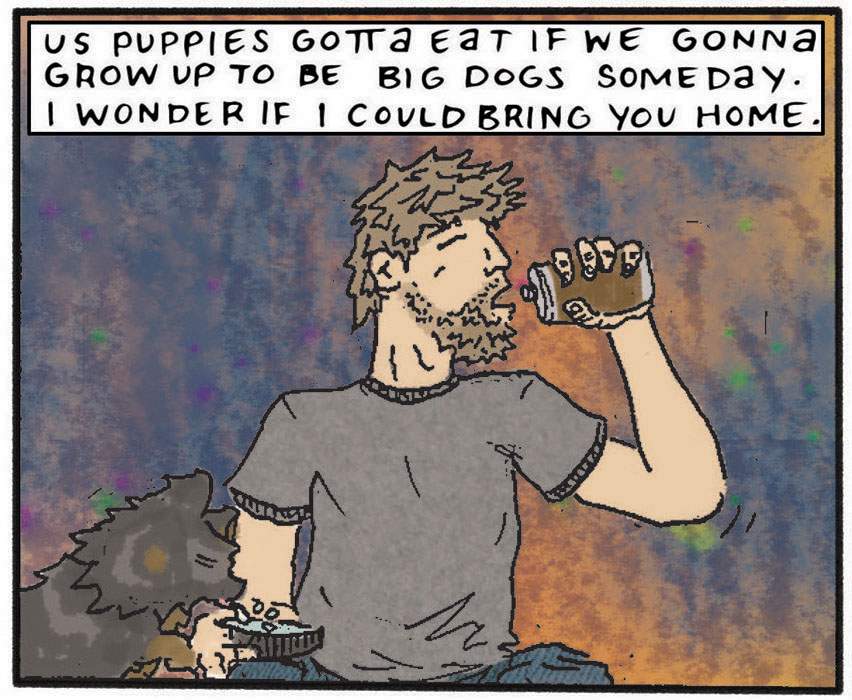 US PUPPIES GOTTa EaT IF WE GONNa
GROW UP TO BE BIG DOGS SOMEDaY.
I WONDER IF I COULD BRING YOU HOME.